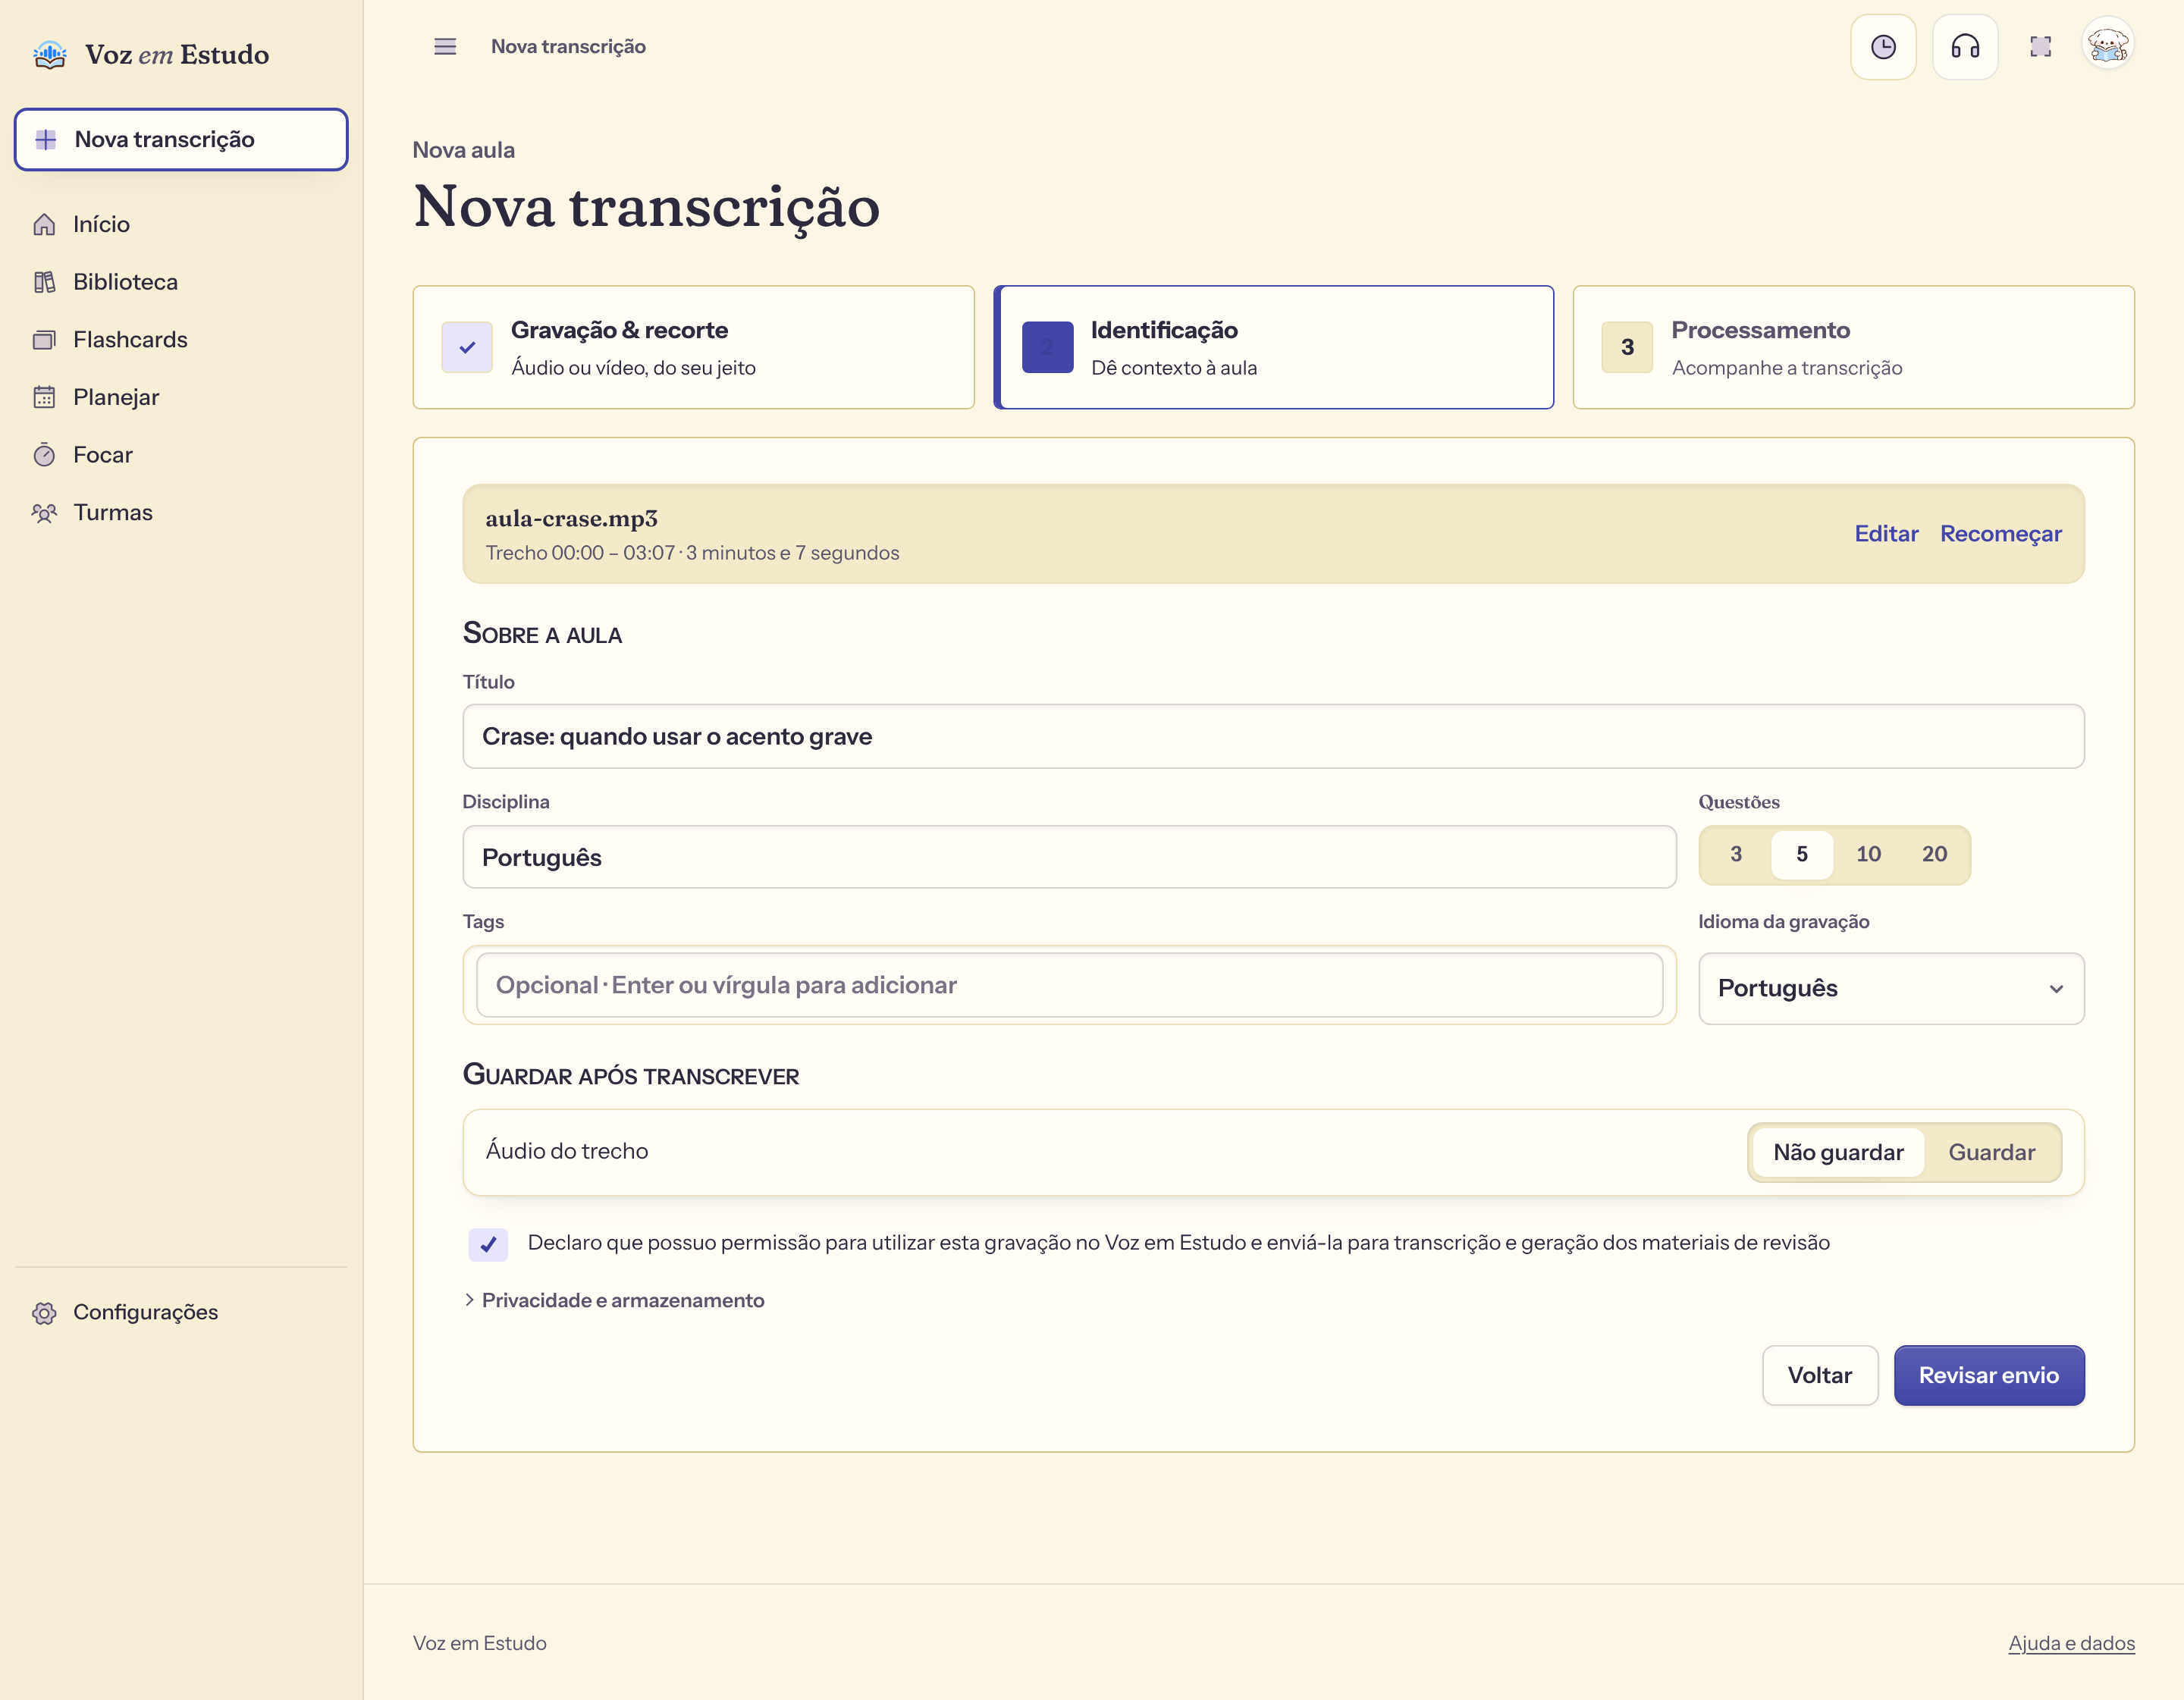 Voz em Estudo
Nova transcrição
Início
Biblioteca
Flashcards
Planejar
Focar
Turmas
Configurações
Nova transcrição
Nova aula
Nova transcrição
Gravação & recorte
Áudio ou vídeo, do seu jeito
2
Identificação
Dê contexto à aula
3
Processamento
Acompanhe a transcrição
aula-crase.mp3
Trecho 00:00 – 03:07 · 3 minutos e 7 segundos
Editar
Recomeçar
Sobre a aula
Título
Crase: quando usar o acento grave
Disciplina
Português
Questões
3 5 10 20
Tags
Opcional · Enter ou vírgula para adicionar
Idioma da gravação
Português
Guardar após transcrever
Áudio do trecho
Não guardar
Guardar
Declaro que possuo permissão para utilizar esta gravação no Voz em Estudo e enviá-la para transcrição e geração dos materiais de revisão
Privacidade e armazenamento
Voltar
Revisar envio
Voz em Estudo
Ajuda e dados